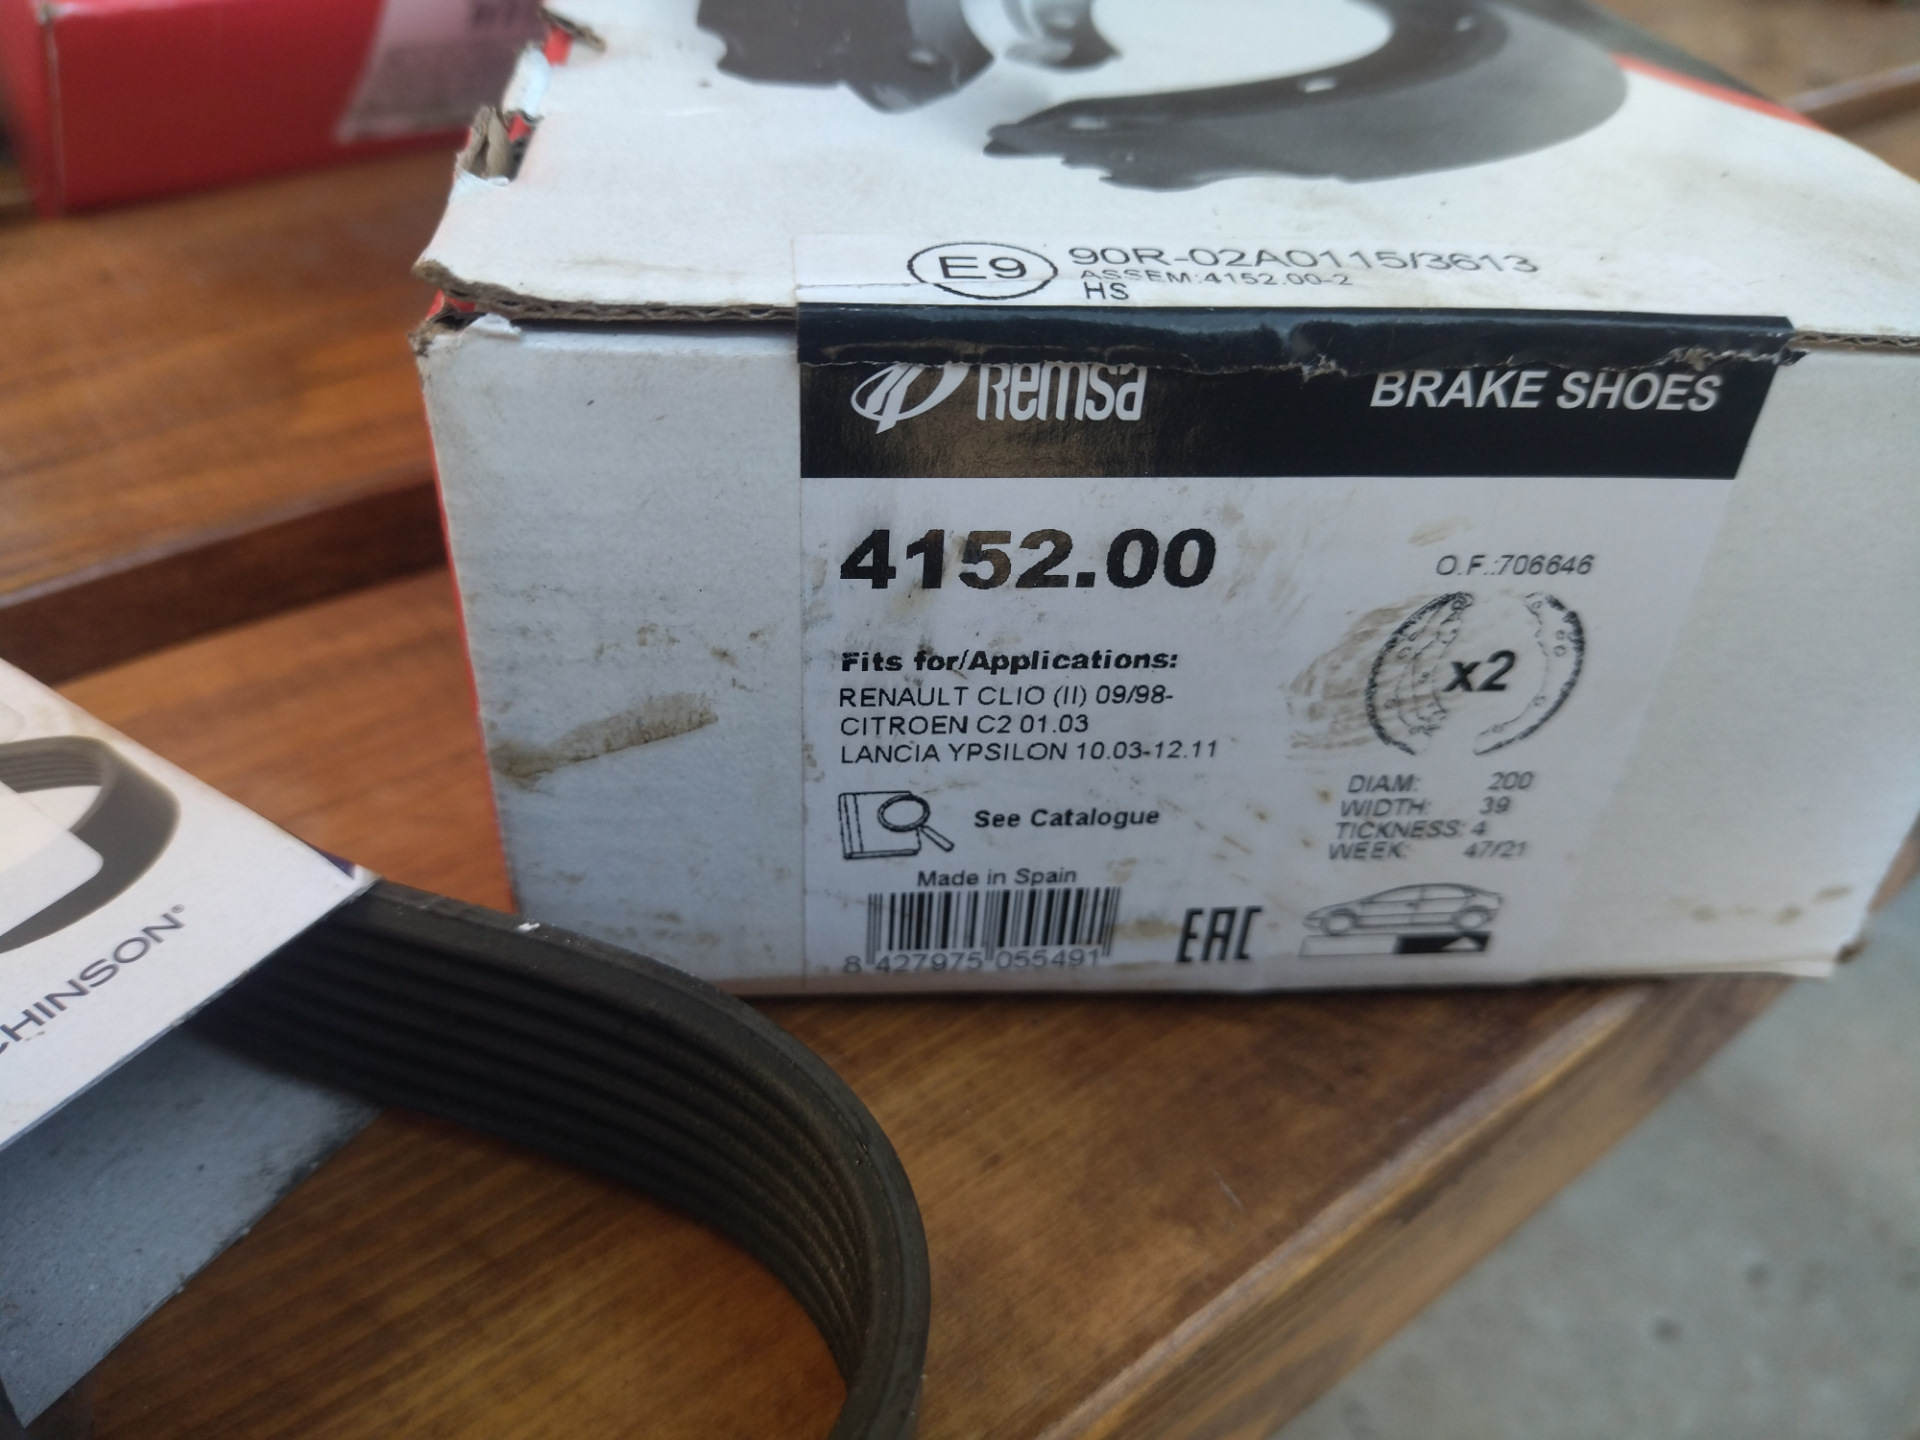 E9 90R-02A0115/3613
ASSEM:4152.00-2
HS
Remsa BRAKE SHOES
4152.00
O.F.:706646
Fits for/Applications:
RENAULT CLIO (II) 09/98-
CITROEN C2 01.03
LANCIA YPSILON 10.03-12.11
x2
DIAM: 200
WIDTH: 39
TICKNESS: 4
WEEK: 47/21
See Catalogue
Made in Spain
8 427975 055491
EAC
CHINSON®